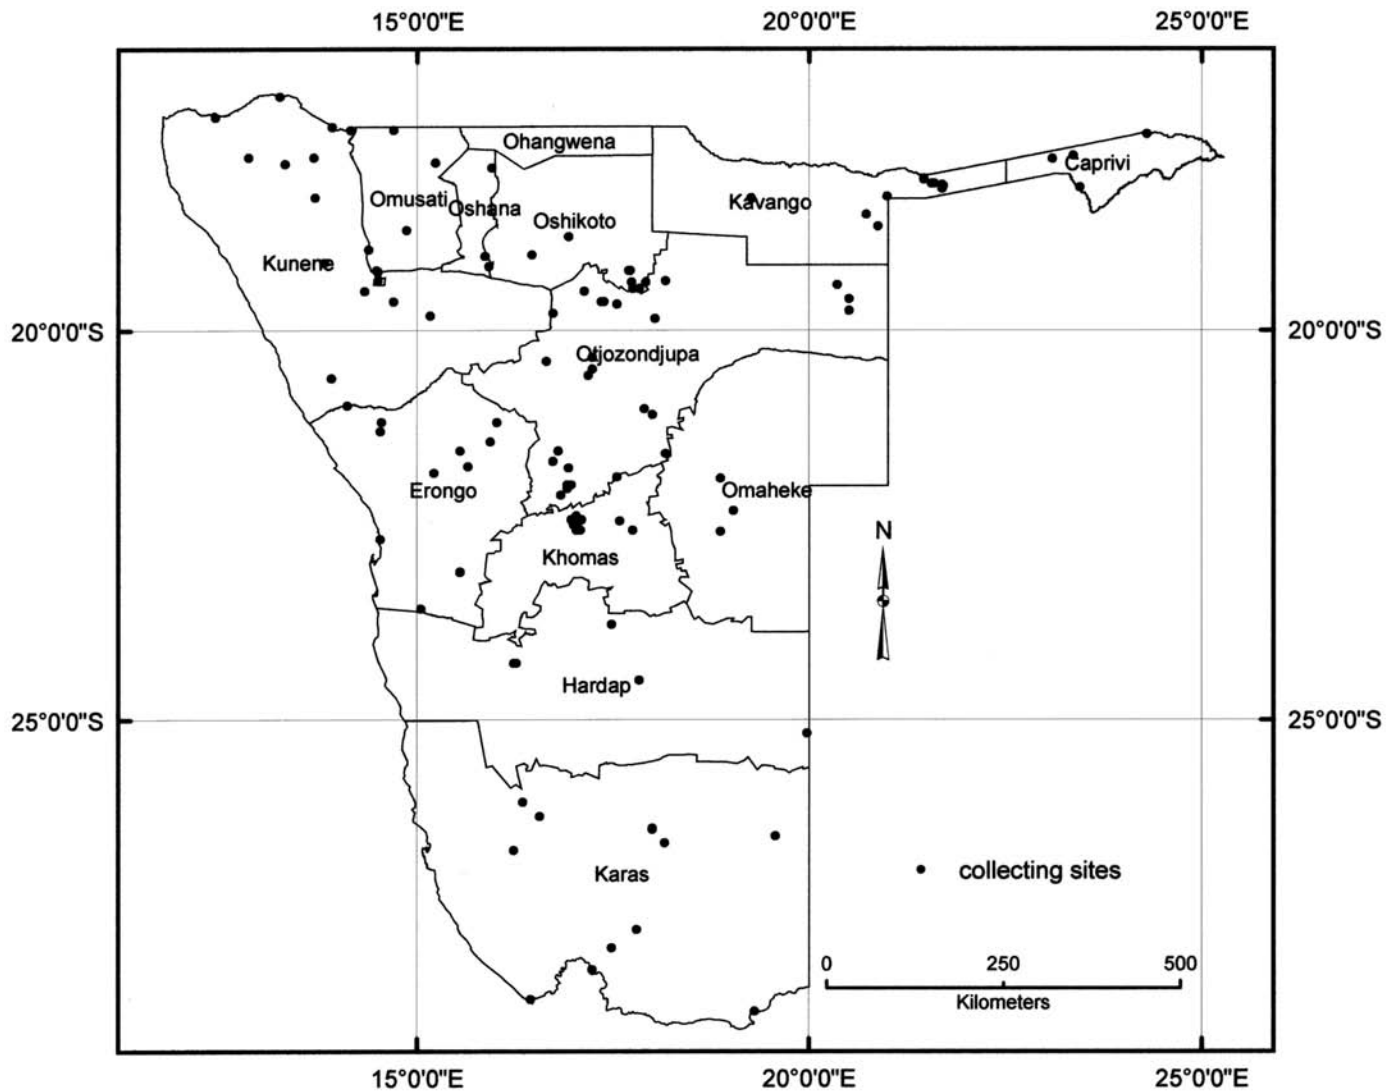 15°0'0"E 20°0'0"E 25°0'0"E
Ohangwena
Caprivi
Omusati
Oshana
Kavango
Oshikoto
Kunene
20°0'0"S 20°0'0"S
Otjozondjupa
Erongo
Omaheke
N
Khomas
Hardap
25°0'0"S 25°0'0"S
collecting sites
Karas
0 250 500
Kilometers
15°0'0"E 20°0'0"E 25°0'0"E